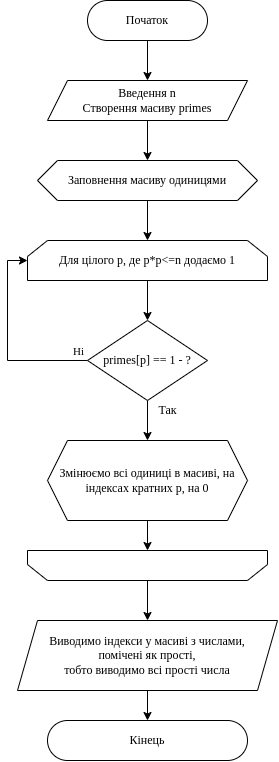 Початок
Введення n
Створення масиву primes
Заповнення масиву одиницями
Для цілого p, де p*p<=n додаємо 1
Ні
primes[p] == 1 - ?
Так
Змінюємо всі одиниці в масиві, на
індексах кратних p, на 0
Виводимо індекси у масиві з числами,
помічені як прості,
тобто виводимо всі прості числа
Кінець